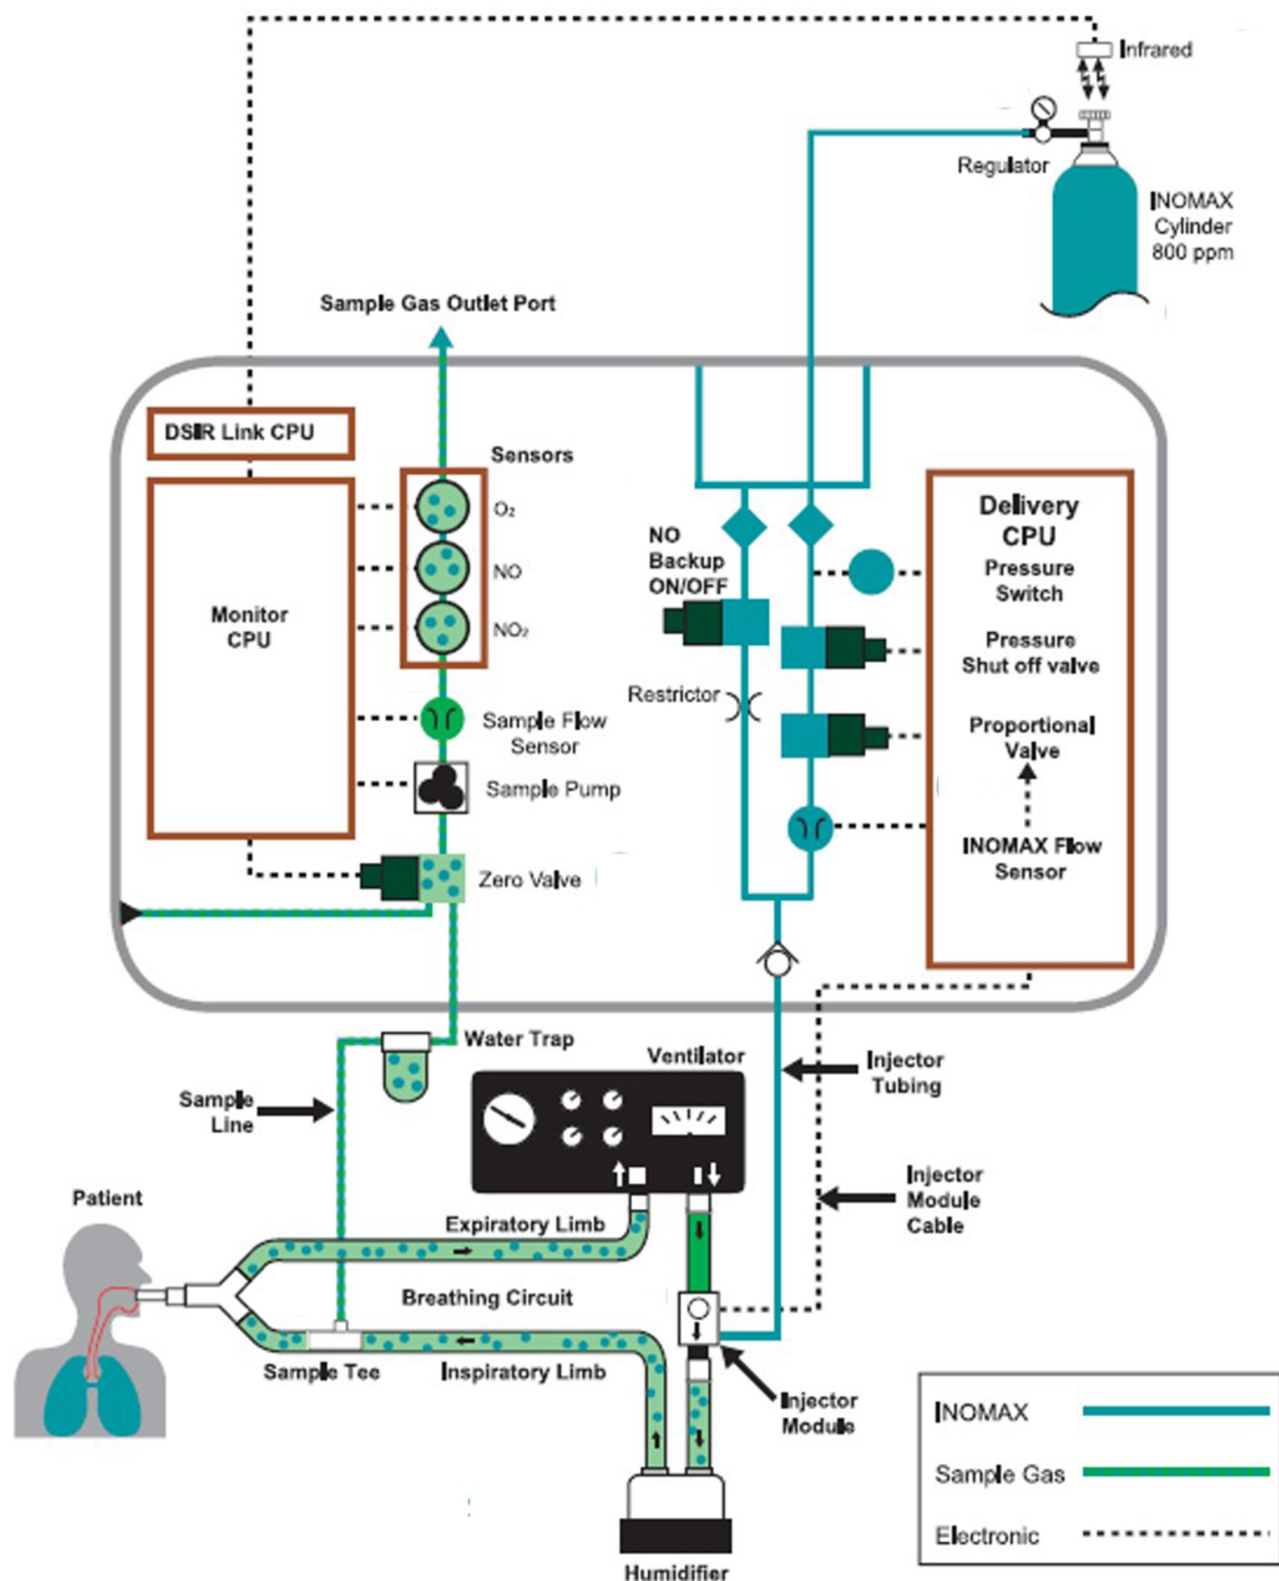 Infrared
Regulator
INOMAX
Cylinder
800 ppm
Sample Gas Outlet Port
DSIR Link CPU
Sensors
O₂
NO
NO₂
Monitor
CPU
Sample Flow
Sensor
Sample Pump
Zero Valve
NO
Backup
ON/OFF
Restrictor
Delivery
CPU
Pressure
Switch
Pressure
Shut off valve
Proportional
Valve
INOMAX Flow
Sensor
Water Trap
Ventilator
Injector
Tubing
Sample
Line
Injector
Module
Cable
Patient
Expiratory Limb
Breathing Circuit
Sample Tee
Inspiratory Limb
Injector
Module
Humidifier
INOMAX
Sample Gas
Electronic